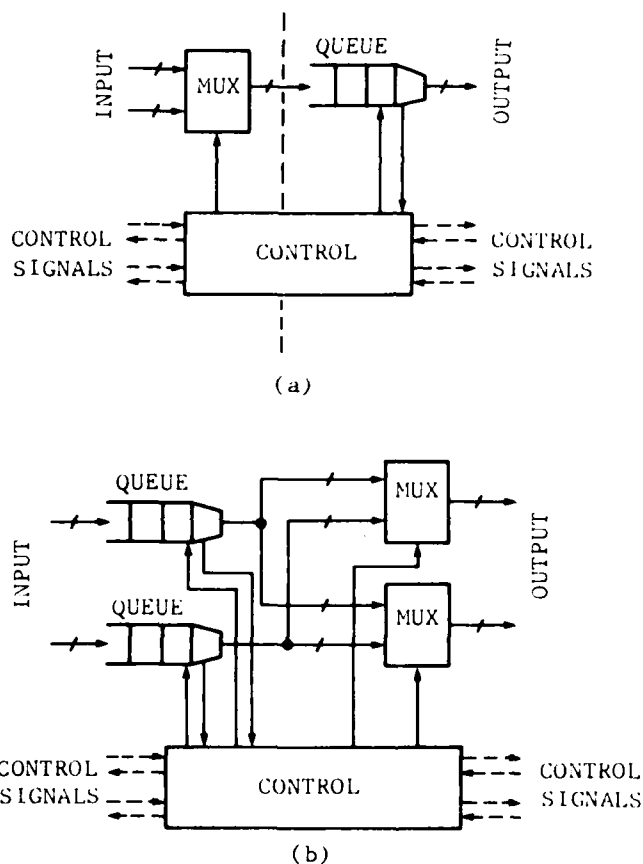 QUEUE
INPUT
MUX
OUTPUT
CONTROL
SIGNALS
CONTROL
CONTROL
SIGNALS
(a)
QUEUE
MUX
INPUT
OUTPUT
QUEUE
MUX
CONTROL
SIGNALS
CONTROL
CONTROL
SIGNALS
(b)